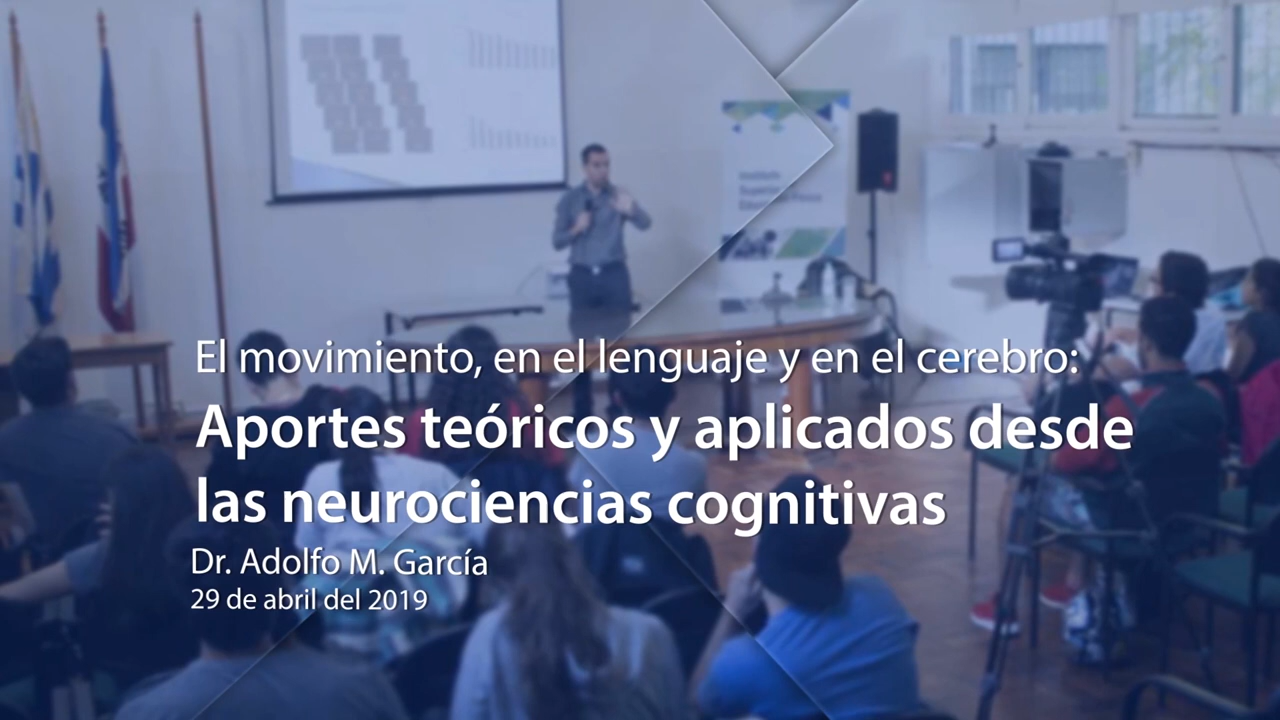 El movimiento, en el lenguaje y en el cerebro:
Aportes teóricos y aplicados desde
las neurociencias cognitivas
Dr. Adolfo M. García
29 de abril del 2019